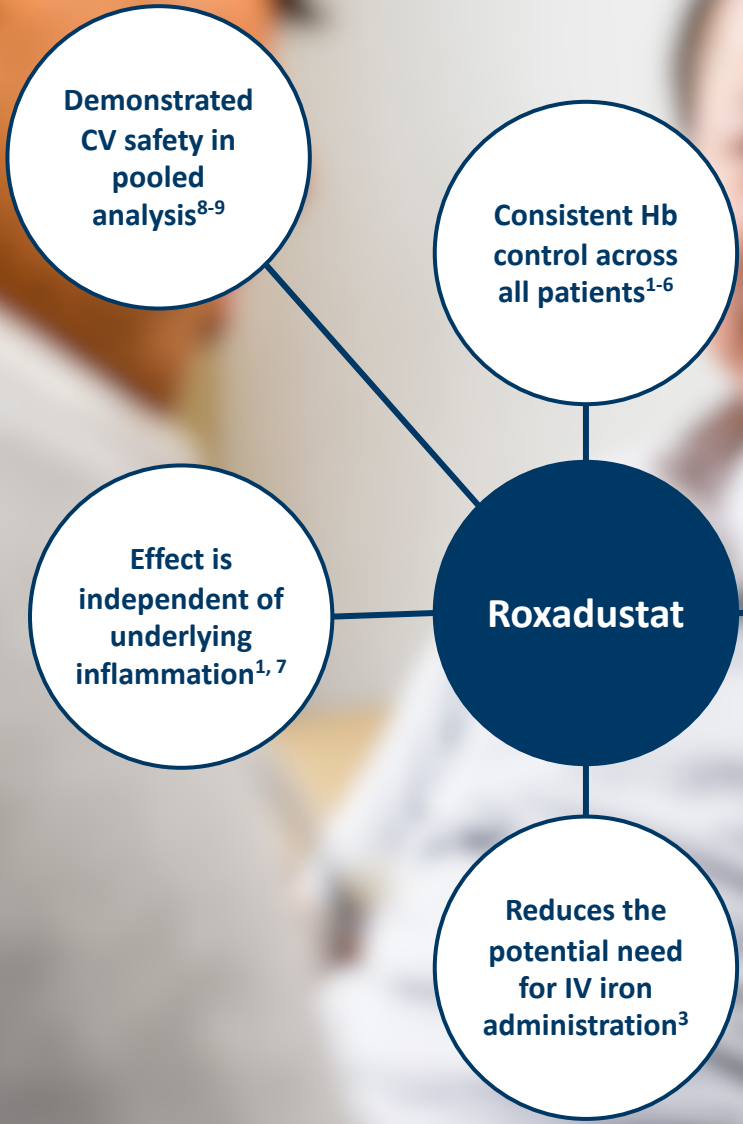 Demonstrated
CV safety in
pooled
analysis8-9
Consistent Hb
control across
all patients1-6
Effect is
independent of
underlying
inflammation1, 7
Roxadustat
Reduces the
potential need
for IV iron
administration3